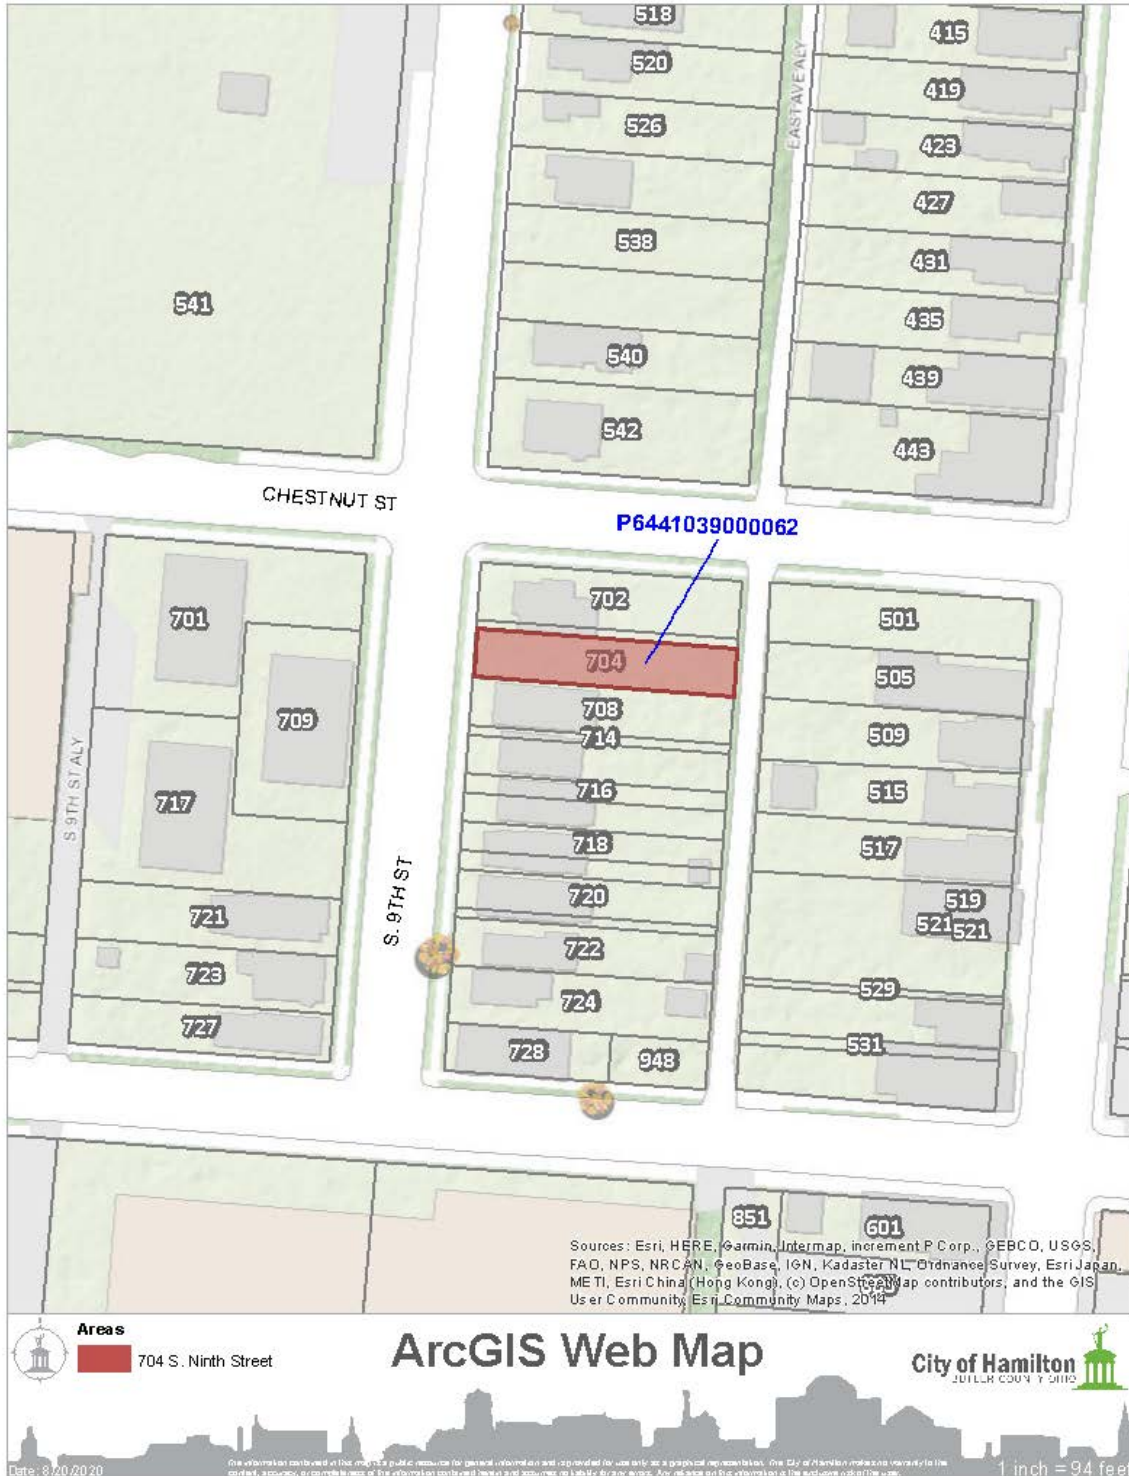 518
415
520
419
EAST AVE ALY
526
423
427
538
431
541
435
540
439
542
443
CHESTNUT ST
P6441039000062
702
501
701
704
505
708
709
714
509
717
716
515
S 9TH ST ALY
718
517
S. 9TH ST
720
519
721
521
521
722
723
724
529
727
531
728
948
851
601
Sources: Esri, HERE, Garmin, Intermap, increment P Corp., GEBCO, USGS,
FAO, NPS, NRCAN, GeoBase, IGN, Kadaster NL, Ordnance Survey, Esri Japan,
METI, Esri China (Hong Kong), (c) OpenStreetMap contributors, and the GIS
User Community, Esri Community Maps, 2014
Areas
704 S. Ninth Street
ArcGIS Web Map
City of Hamilton
BUTLER COUNTY OHIO
Date: 8/20/2020
1 inch = 94 feet